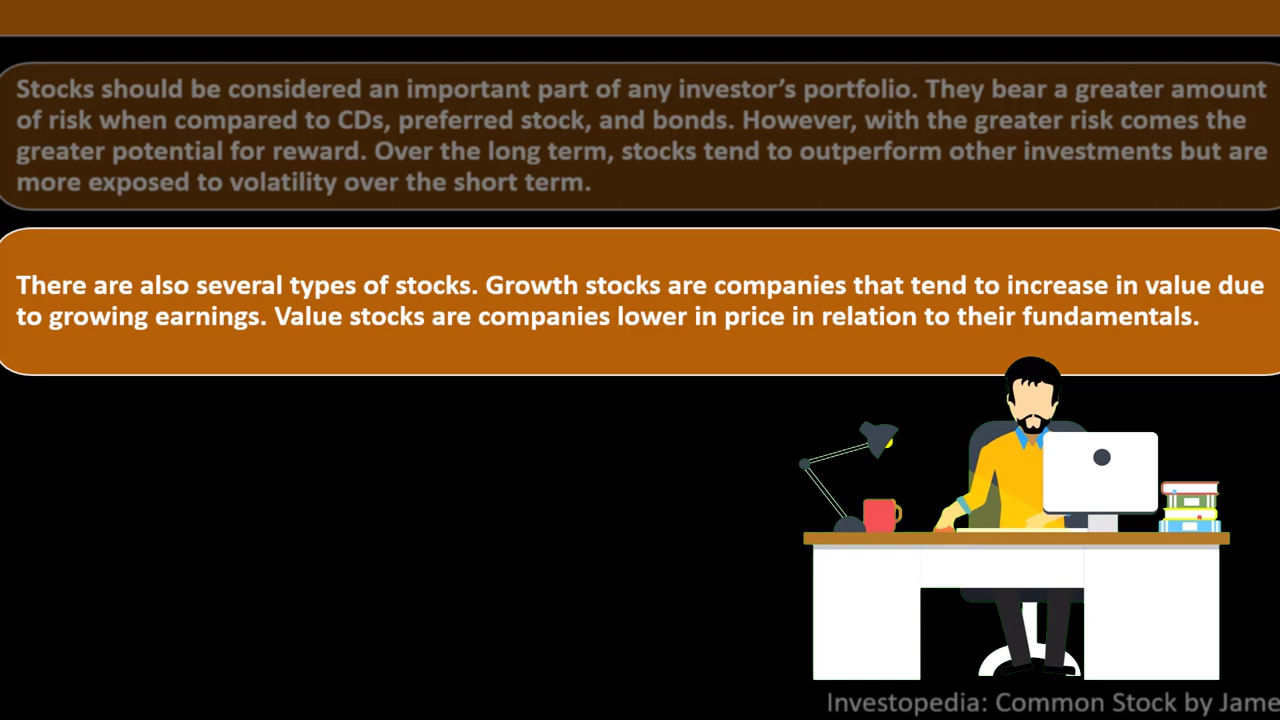 Stocks should be considered an important part of any investor’s portfolio. They bear a greater amount
of risk when compared to CDs, preferred stock, and bonds. However, with the greater risk comes the
greater potential for reward. Over the long term, stocks tend to outperform other investments but are
more exposed to volatility over the short term.
There are also several types of stocks. Growth stocks are companies that tend to increase in value due
to growing earnings. Value stocks are companies lower in price in relation to their fundamentals.
Investopedia: Common Stock by Jame